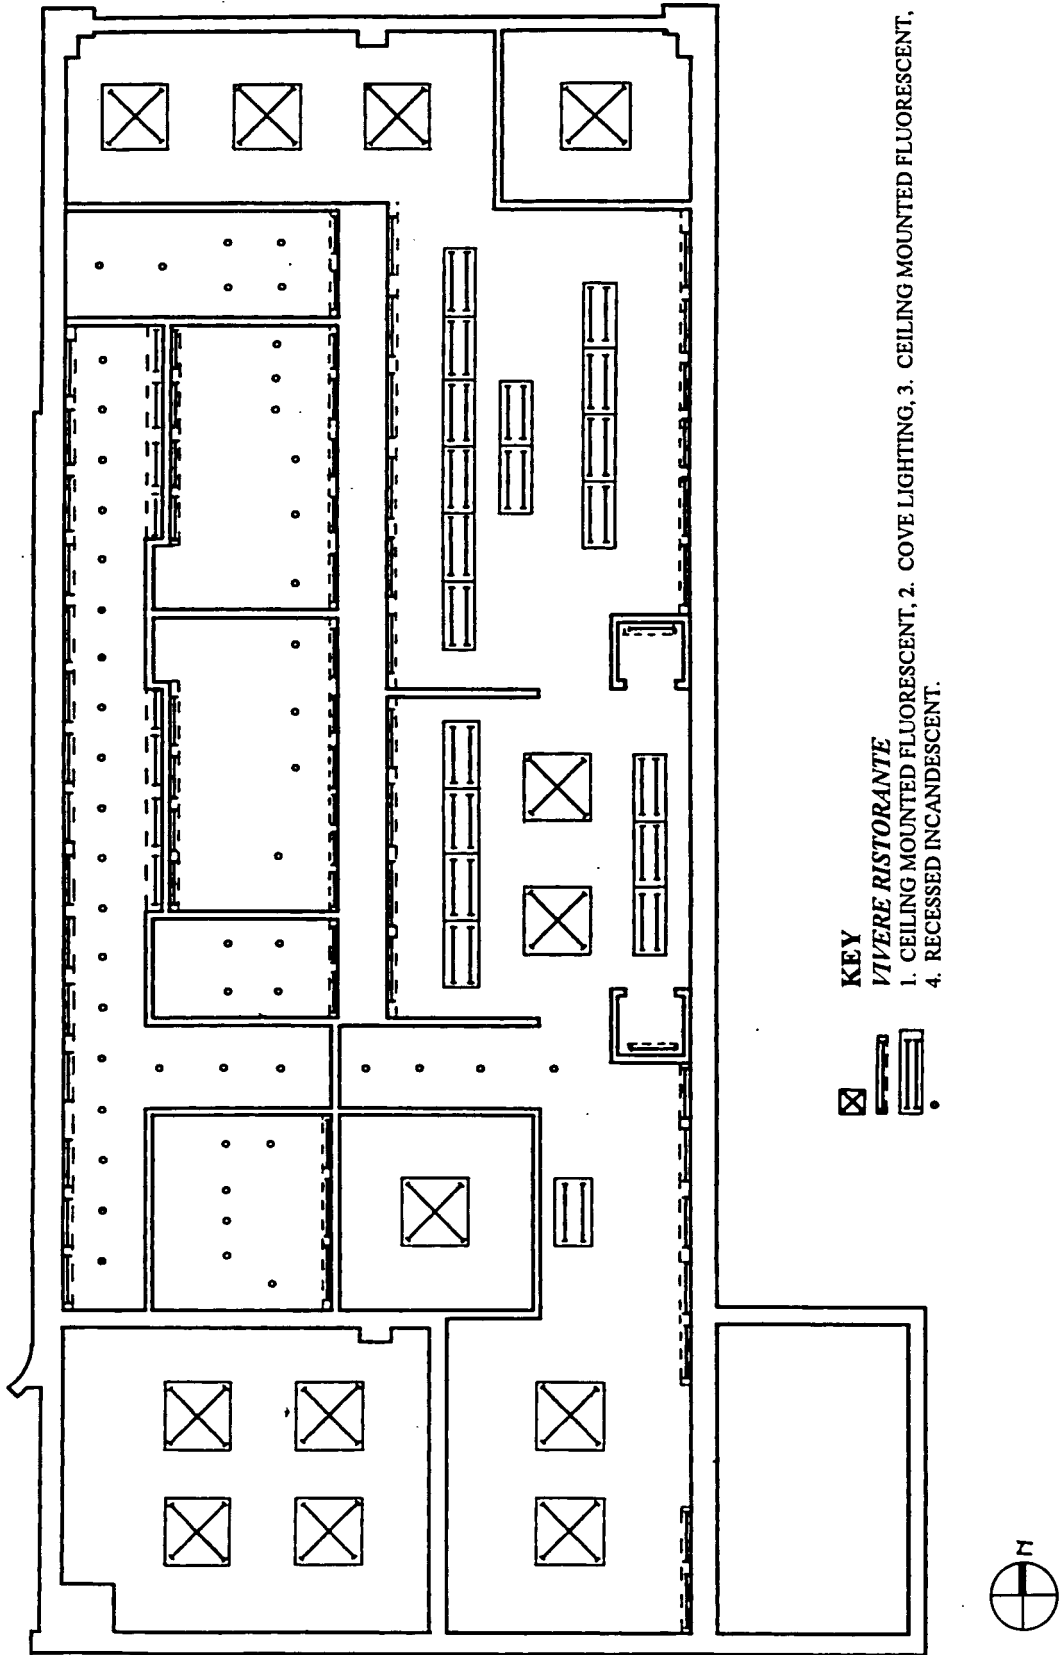 KEY
VIVERE RISTORANTE
1. CEILING MOUNTED FLUORESCENT, 2. COVE LIGHTING, 3. CEILING MOUNTED FLUORESCENT,
4. RECESSED INCANDESCENT.
N